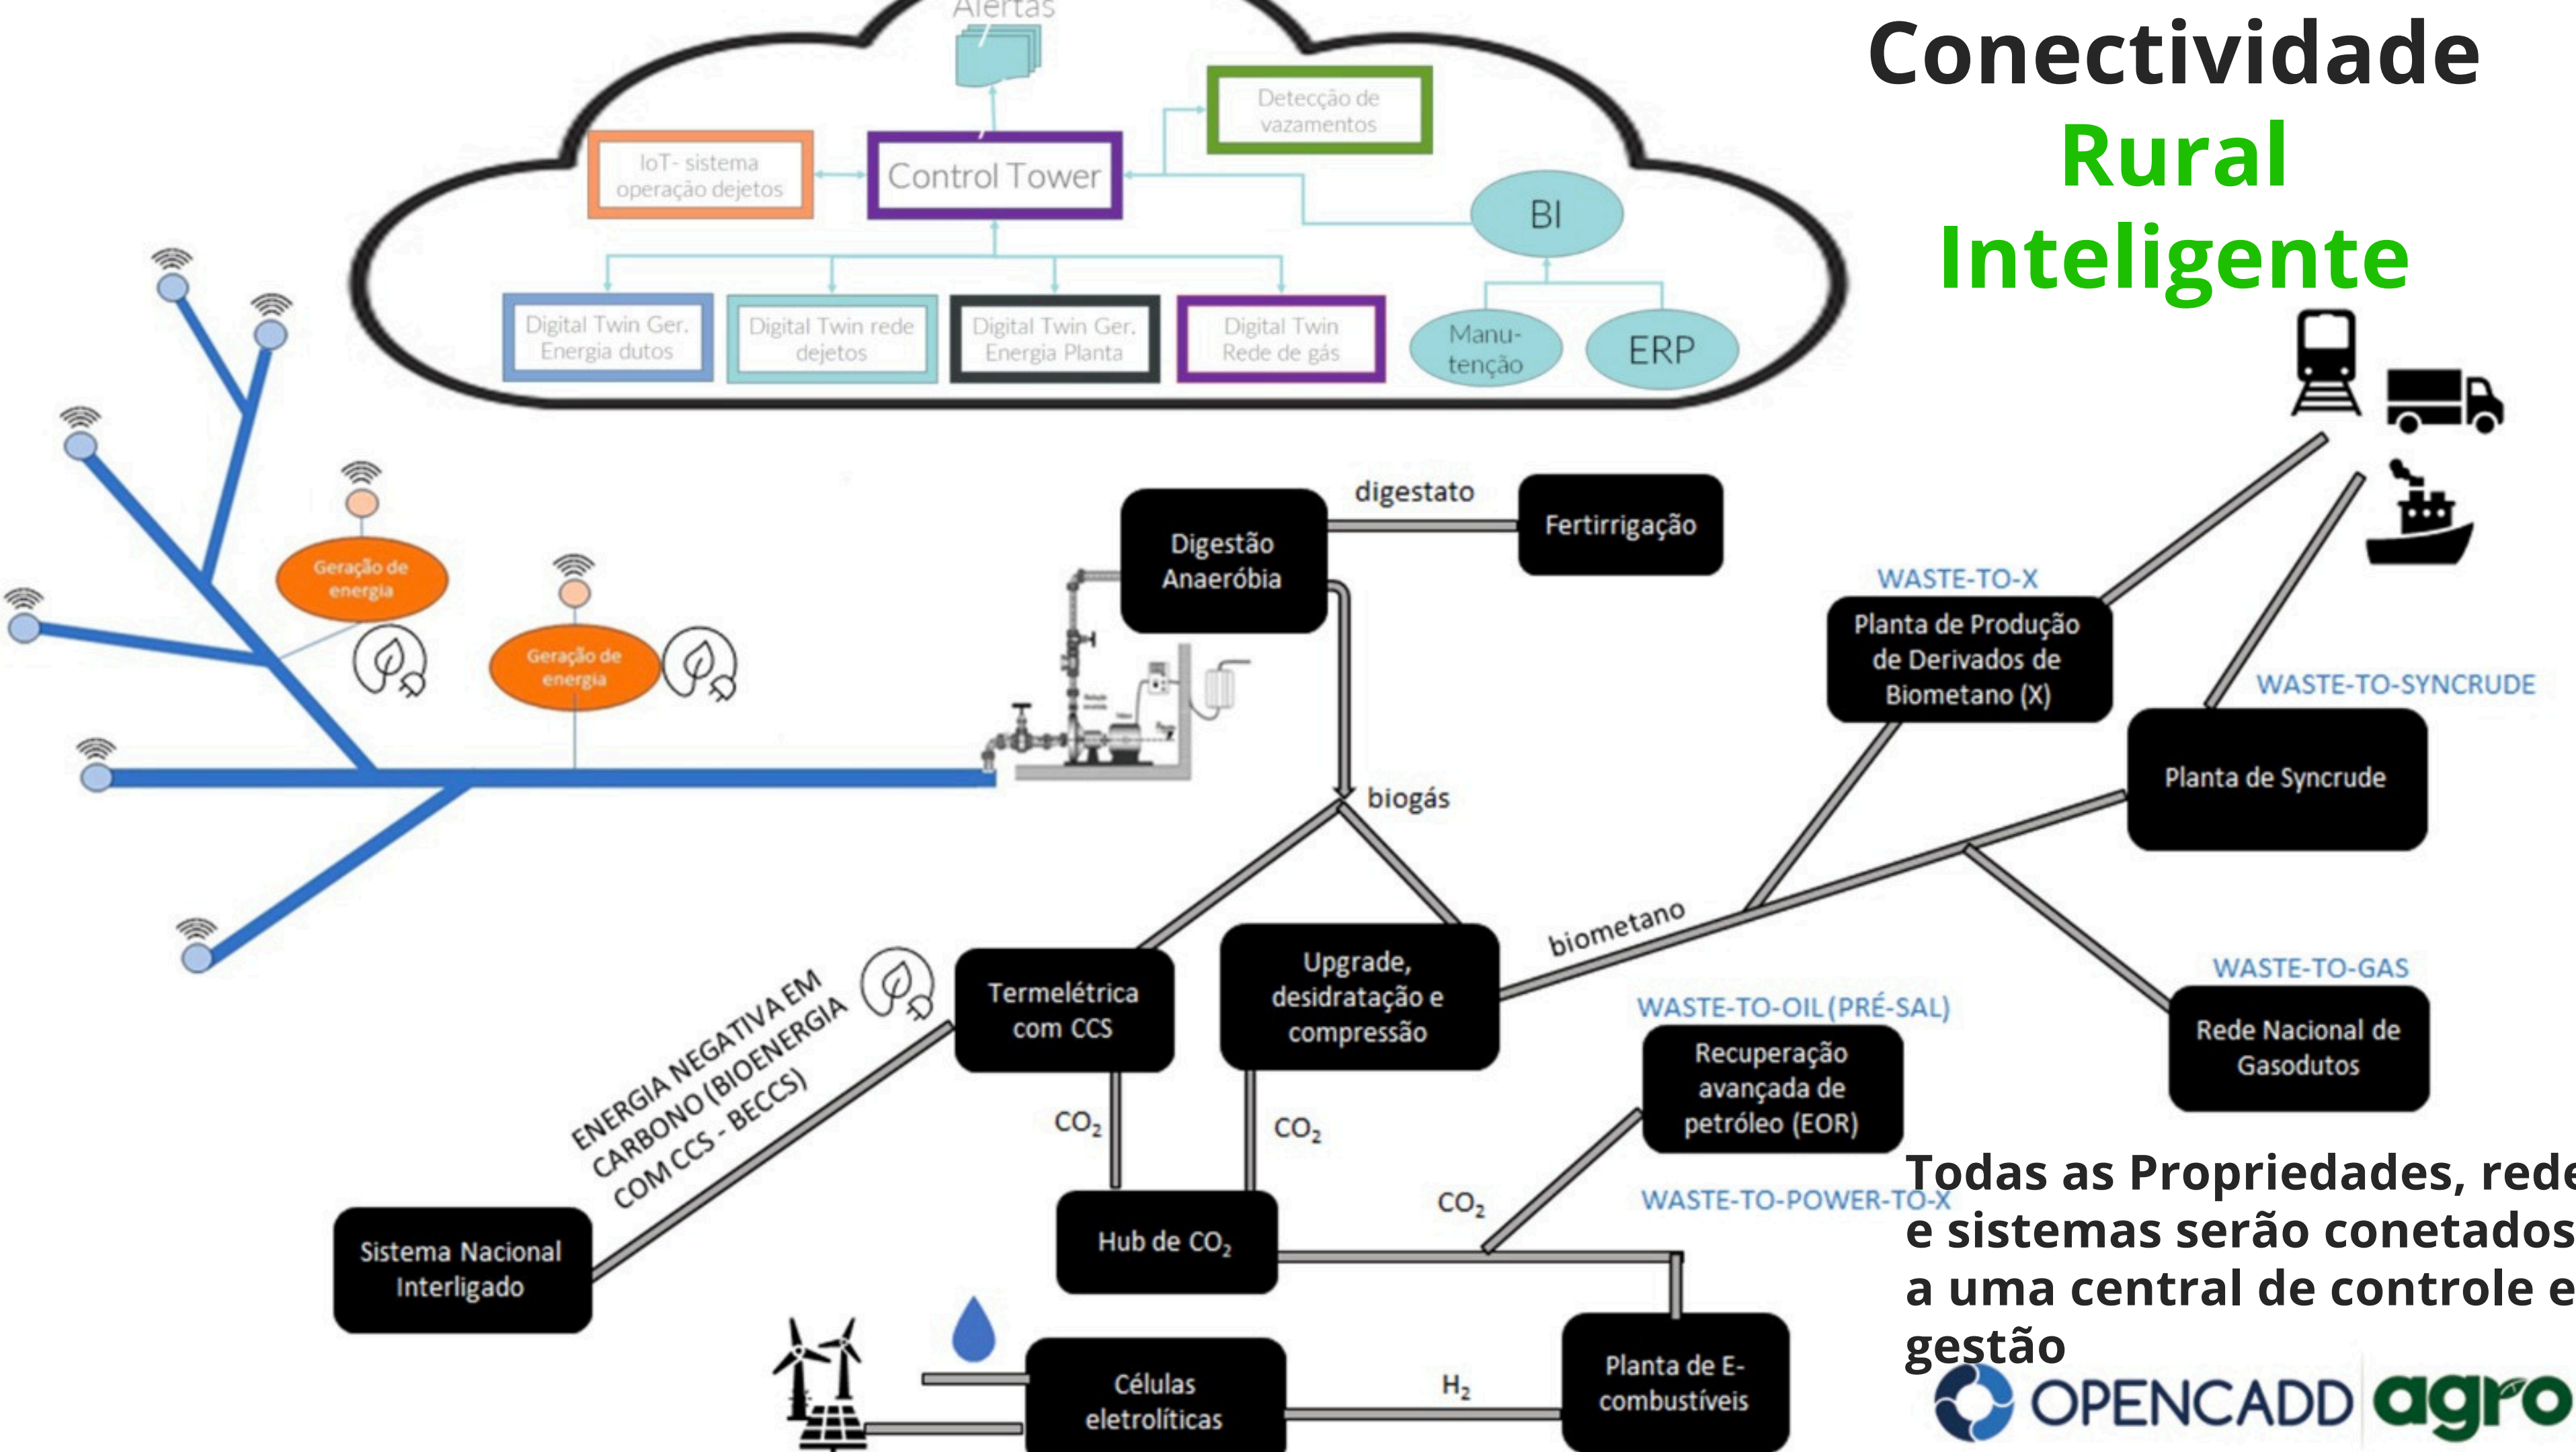 Conectividade
Rural
Inteligente
Alertas
Detecção de
vazamentos
IoT- sistema
operação dejetos
Control Tower
BI
Digital Twin Ger.
Energia dutos
Digital Twin rede
dejetos
Digital Twin Ger.
Energia Planta
Digital Twin
Rede de gás
Manu-
tenção
ERP
Geração de
energia
Geração de
energia
Digestão
Anaeróbia
digestato
Fertirrigação
biogás
WASTE-TO-X
Planta de Produção
de Derivados de
Biometano (X)
WASTE-TO-SYNCRUDE
Planta de Syncrude
biometano
Termelétrica
com CCS
Upgrade,
desidratação e
compressão
WASTE-TO-GAS
Rede Nacional de
Gasodutos
WASTE-TO-OIL (PRÉ-SAL)
Recuperação
avançada de
petróleo (EOR)
ENERGIA NEGATIVA EM
CARBONO (BIOENERGIA
COM CCS - BECCS)
CO₂
CO₂
CO₂
WASTE-TO-POWER-TO-X
Sistema Nacional
Interligado
Hub de CO₂
Células
eletrolíticas
H₂
Planta de E-
combustíveis
Todas as Propriedades, rede
e sistemas serão conetados
a uma central de controle e
gestão
OPENCADD agro